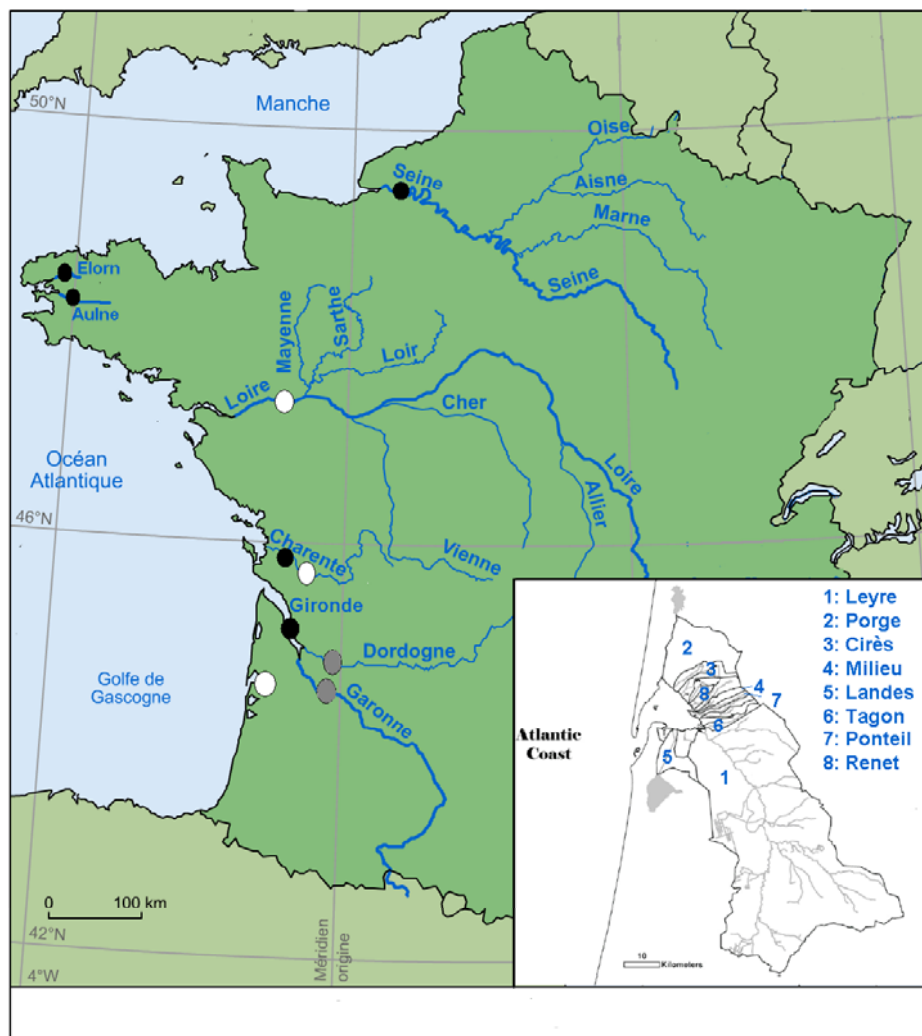 50°N
Manche
Oise
Aisne
Seine
Marne
Elorn
Seine
Aulne
Mayenne
Sarthe
Loir
Loire
Cher
Océan
Atlantique
Loire
Allier
46°N
Charente
Vienne
Gironde
Dordogne
Golfe de
Gascogne
Garonne
0 100 km
Méridien
origine
42°N
4°W
1: Leyre
2: Porge
3: Cirès
4: Milieu
5: Landes
6: Tagon
7: Ponteil
8: Renet
2
3
8
4
7
6
5
1
Atlantic
Coast
10
Kilometers